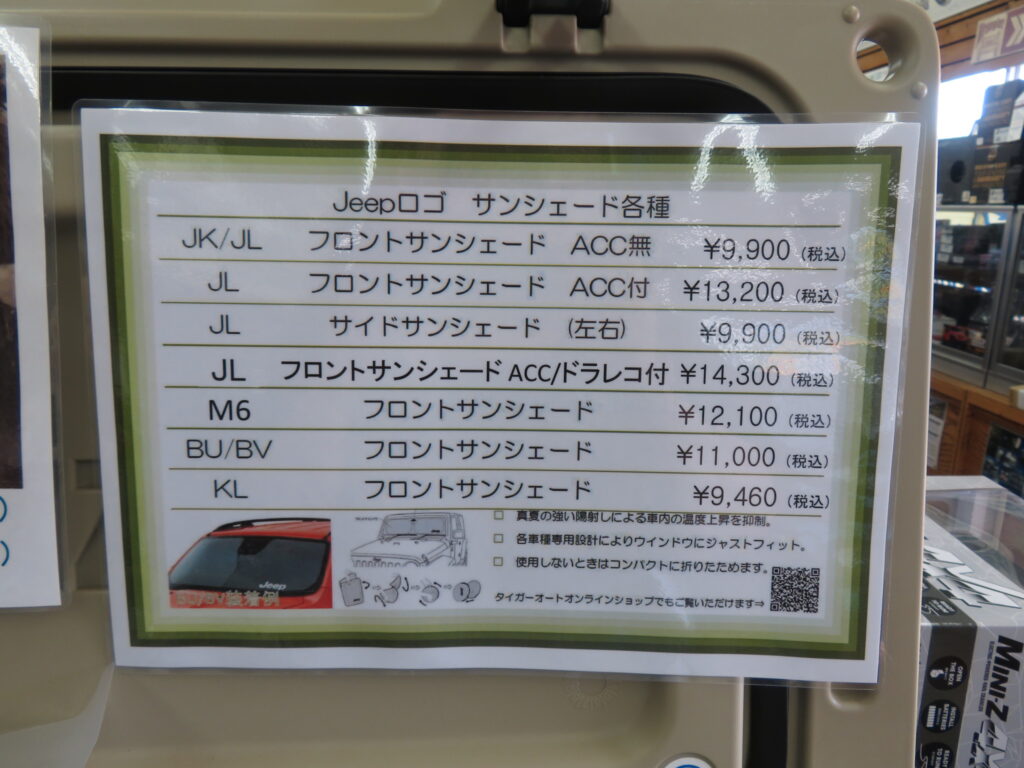 Jeepロゴ サンシェード各種
JK/JL フロントサンシェード ACC無 ¥9,900 (税込)
JL フロントサンシェード ACC付 ¥13,200 (税込)
JL サイドサンシェード (左右) ¥9,900 (税込)
JL フロントサンシェード ACC/ドラレコ付 ¥14,300 (税込)
M6 フロントサンシェード ¥12,100 (税込)
BU/BV フロントサンシェード ¥11,000 (税込)
KL フロントサンシェード ¥9,460 (税込)
□ 真夏の強い陽射しによる車内の温度上昇を抑制。
□ 各車種専用設計によりウインドウにジャストフィット。
□ 使用しないときはコンパクトに折りたためます。
Jeep
BU/BV装着例
タイガーオートオンラインショップでもご覧いただけます⇒
MINI-Z
OPEN THE BOX
INSTALL BATTERIES
READY TO RUN